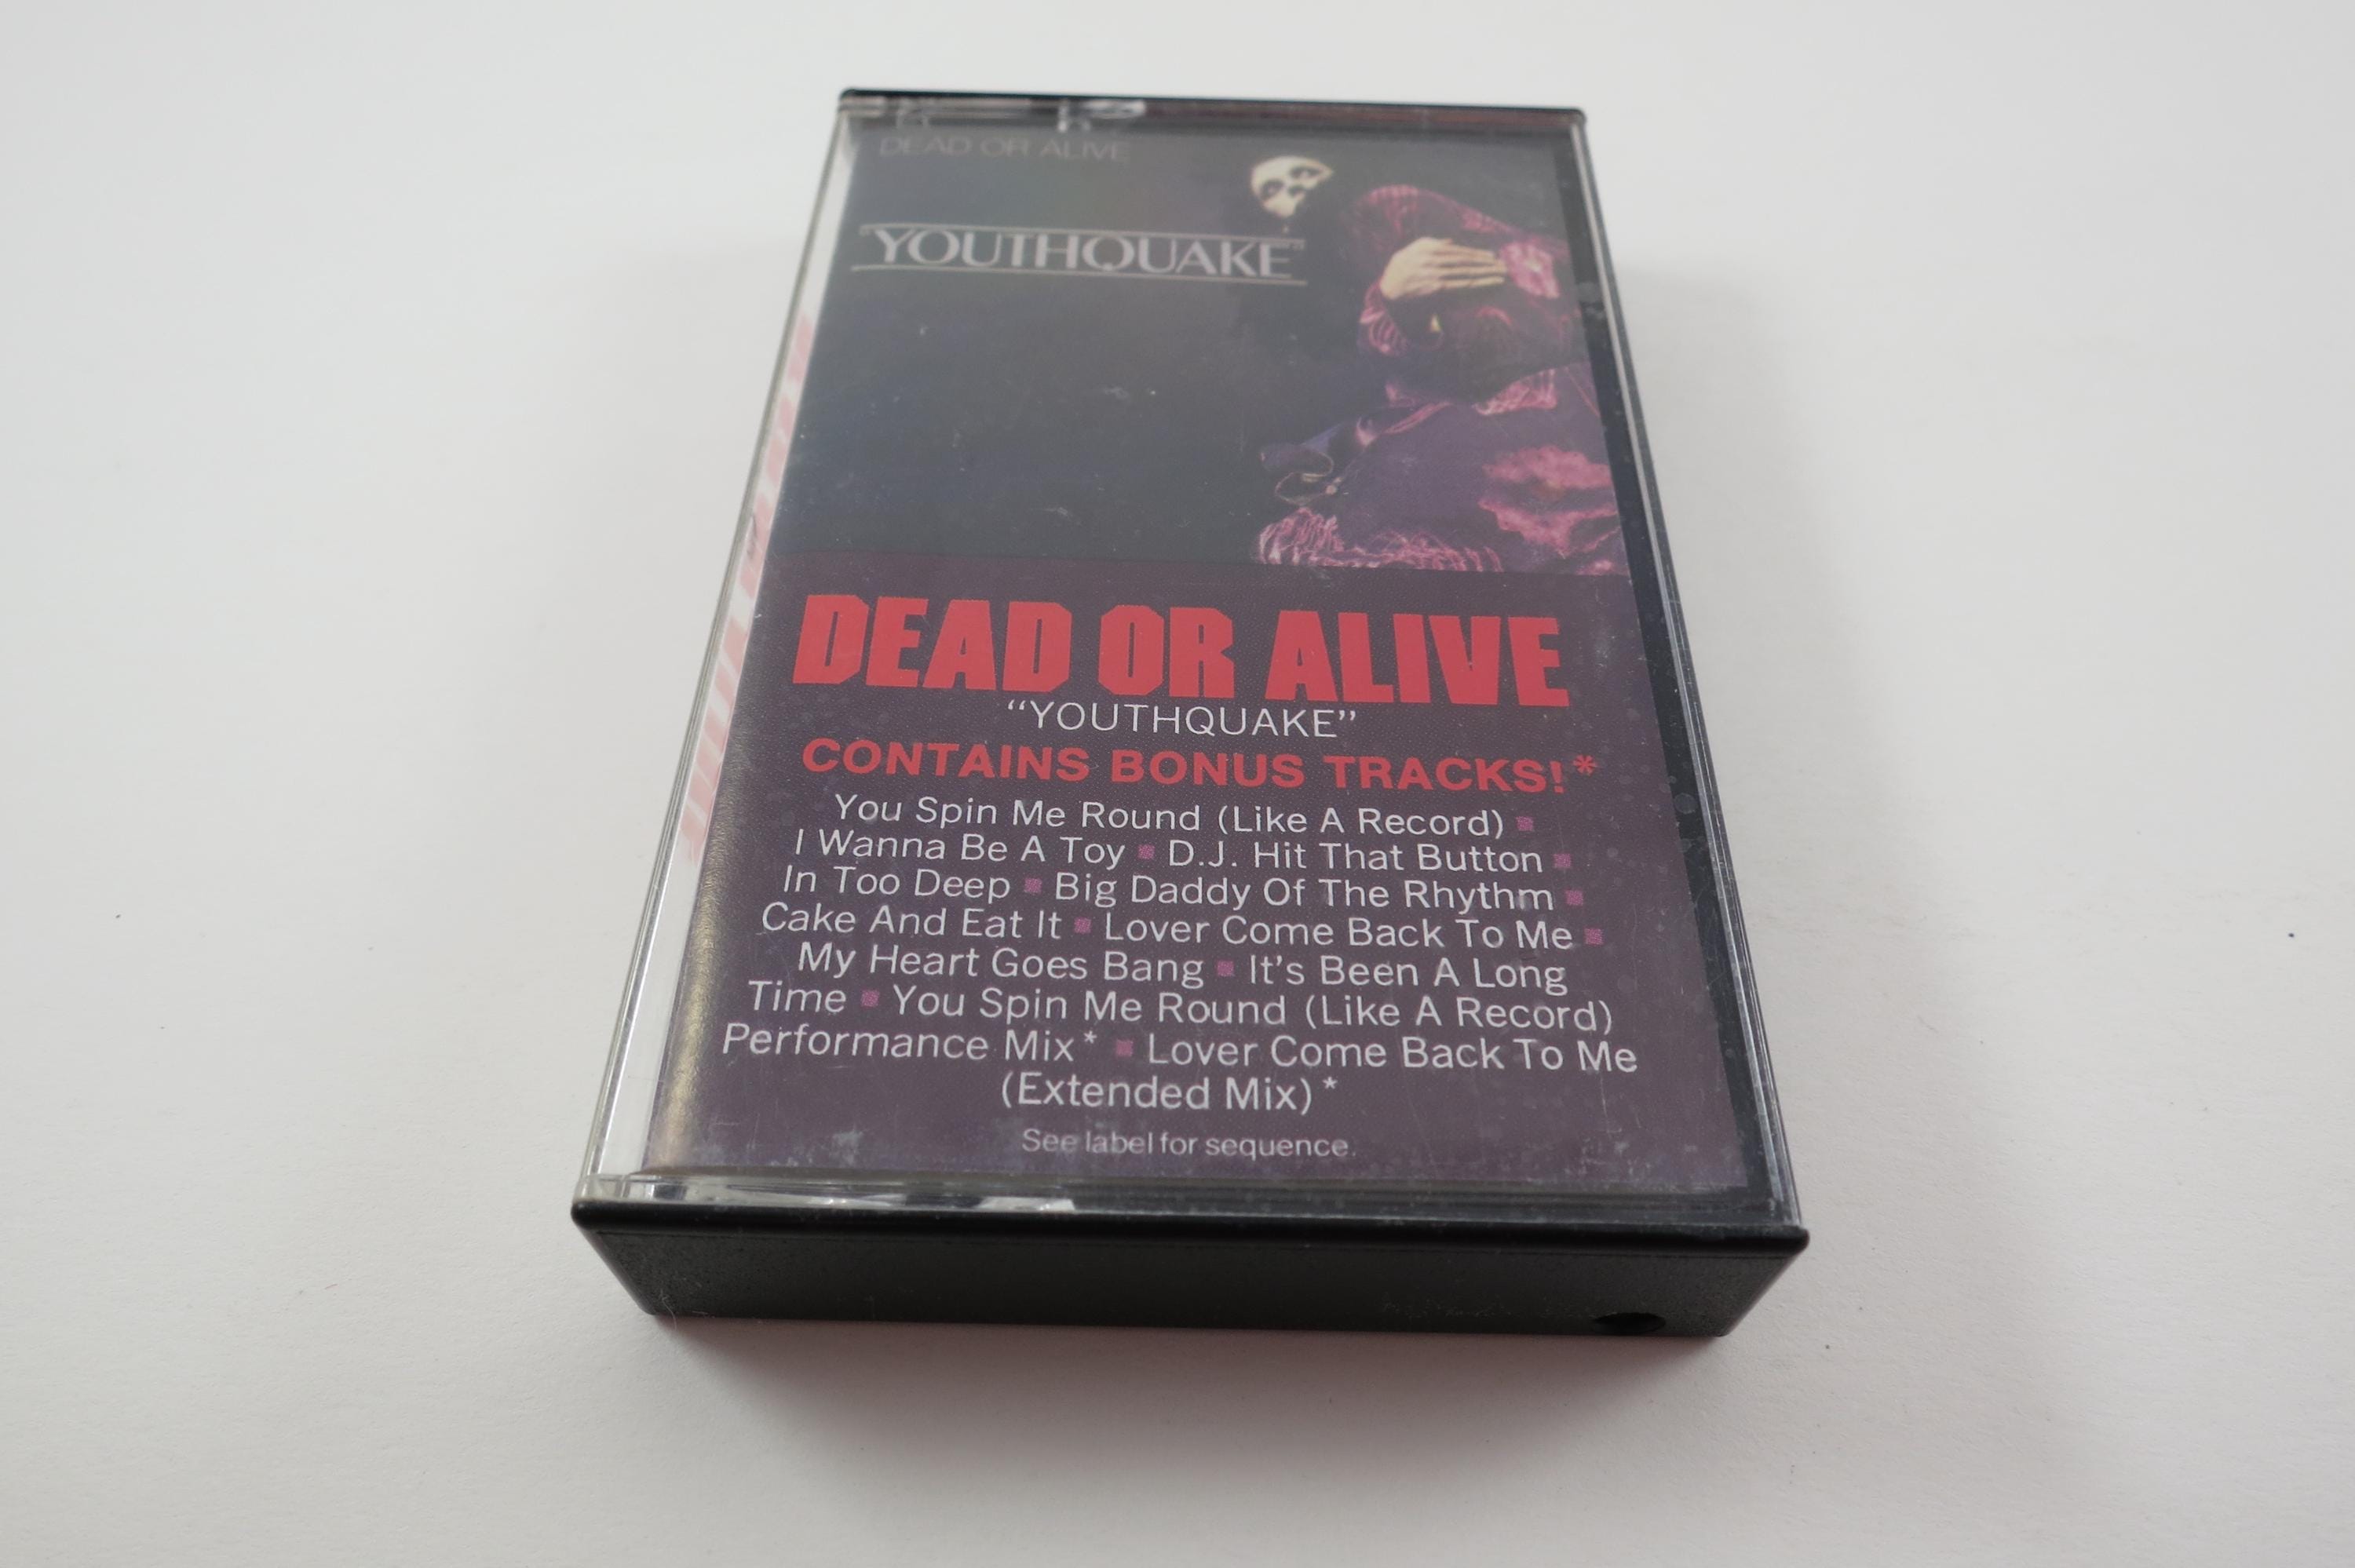 DEAD OR ALIVE
"YOUTHQUAKE"
DEAD OR ALIVE
"YOUTHQUAKE"
CONTAINS BONUS TRACKS!*
You Spin Me Round (Like A Record) ▪
I Wanna Be A Toy ▪ D.J. Hit That Button ▪
In Too Deep ▪ Big Daddy Of The Rhythm ▪
Cake And Eat It ▪ Lover Come Back To Me ▪
My Heart Goes Bang ▪ It's Been A Long
Time ▪ You Spin Me Round (Like A Record)
Performance Mix* ▪ Lover Come Back To Me
(Extended Mix)*
See label for sequence.